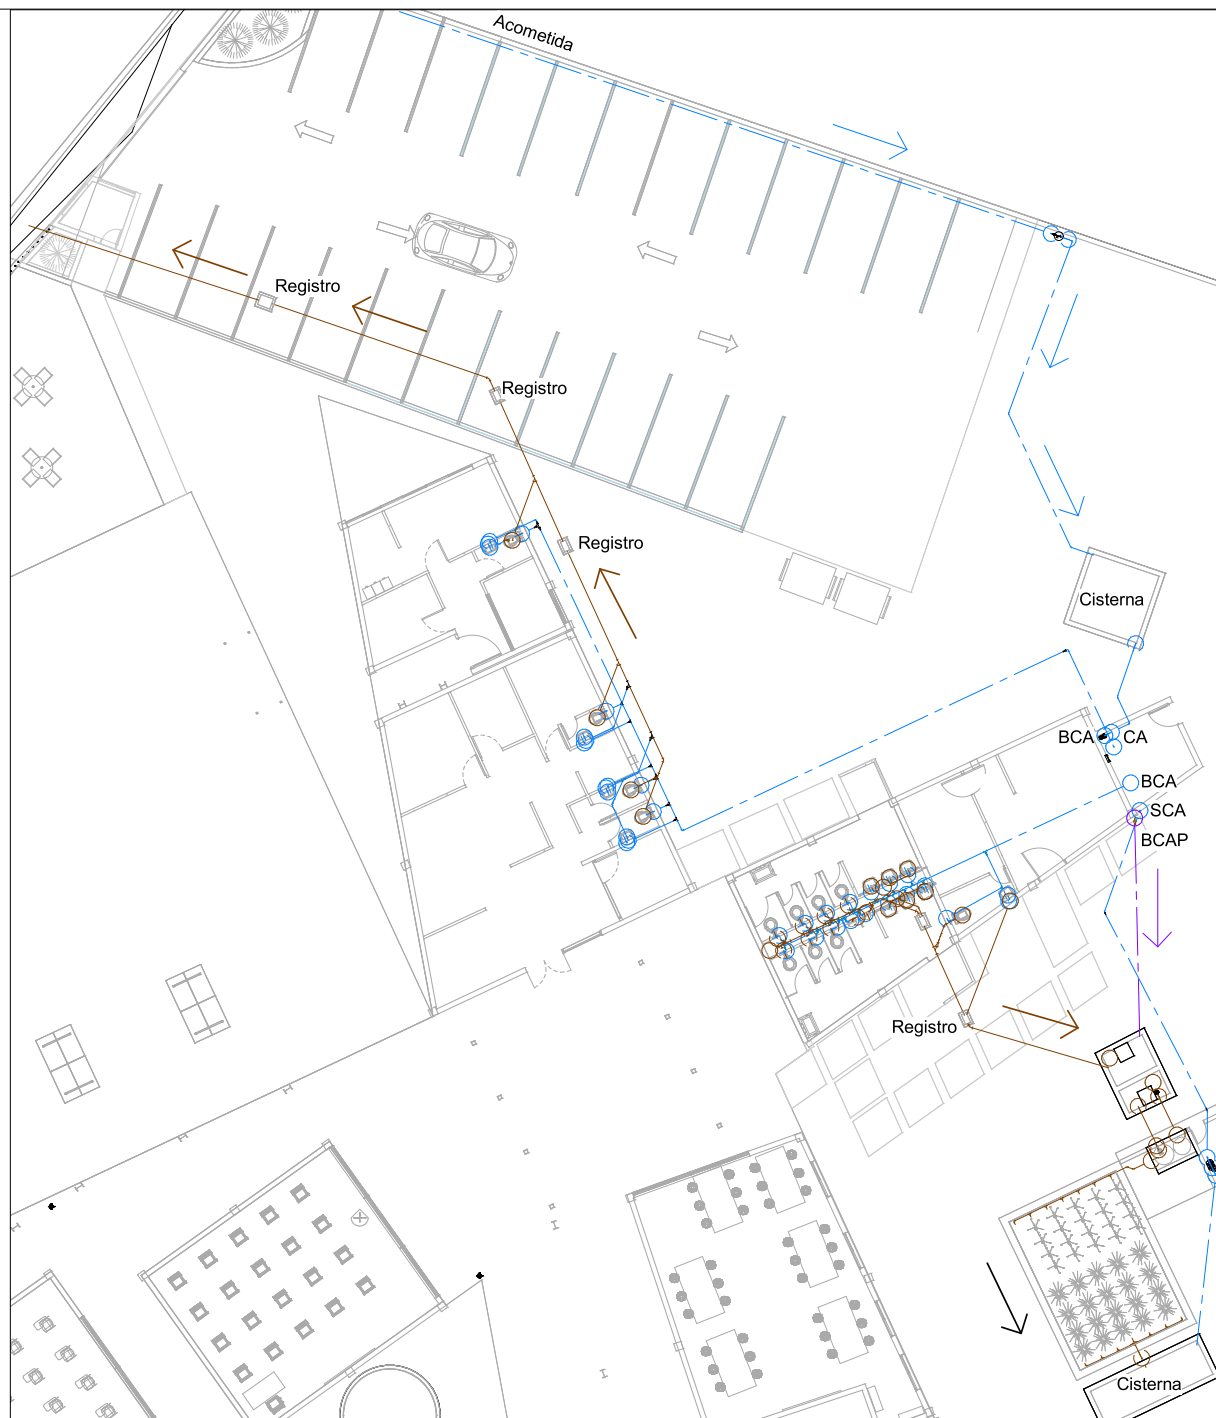 Acometida
Registro
Registro
Registro
Cisterna
BCA
CA
BCA
SCA
BCAP
Registro
Cisterna